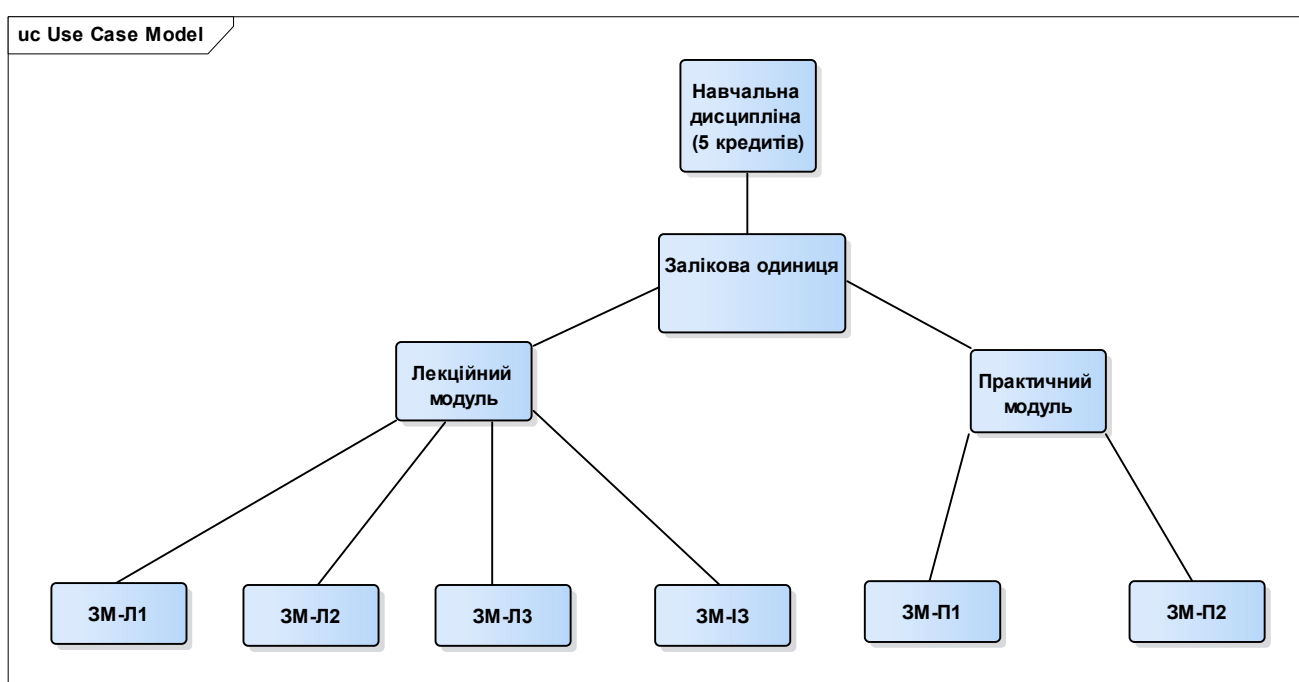 uc Use Case Model
Навчальна
дисципліна
(5 кредитів)
Залікова одиниця
Лекційний
модуль
Практичний
модуль
ЗМ-Л1
ЗМ-Л2
ЗМ-Л3
ЗМ-ІЗ
ЗМ-П1
ЗМ-П2